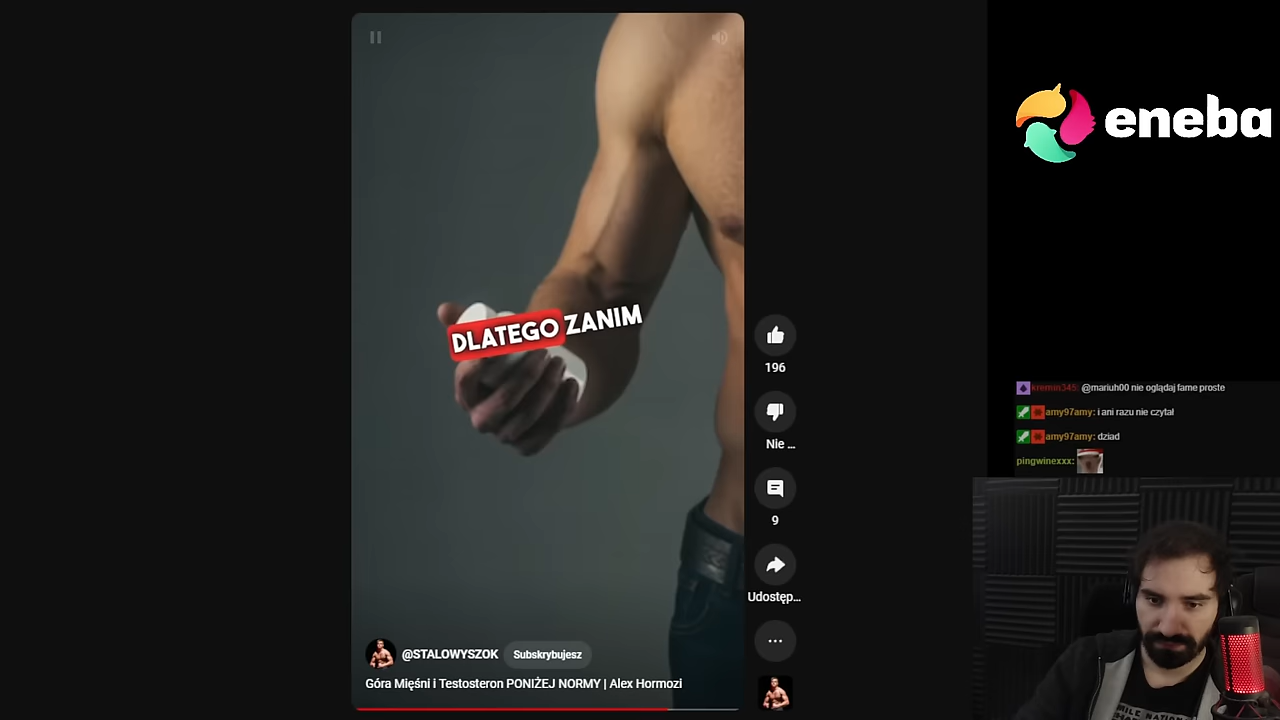 eneba
DLATEGO ZANIM
196
Nie ...
9
Udostęp...
kremin345: @mariuh00 nie oglądaj fame proste
amy97amy: i ani razu nie czytał
amy97amy: dziad
pingwinexxx:
@STALOWYSZOK Subskrybujesz
Góra Mięśni i Testosteron PONIŻEJ NORMY | Alex Hormozi